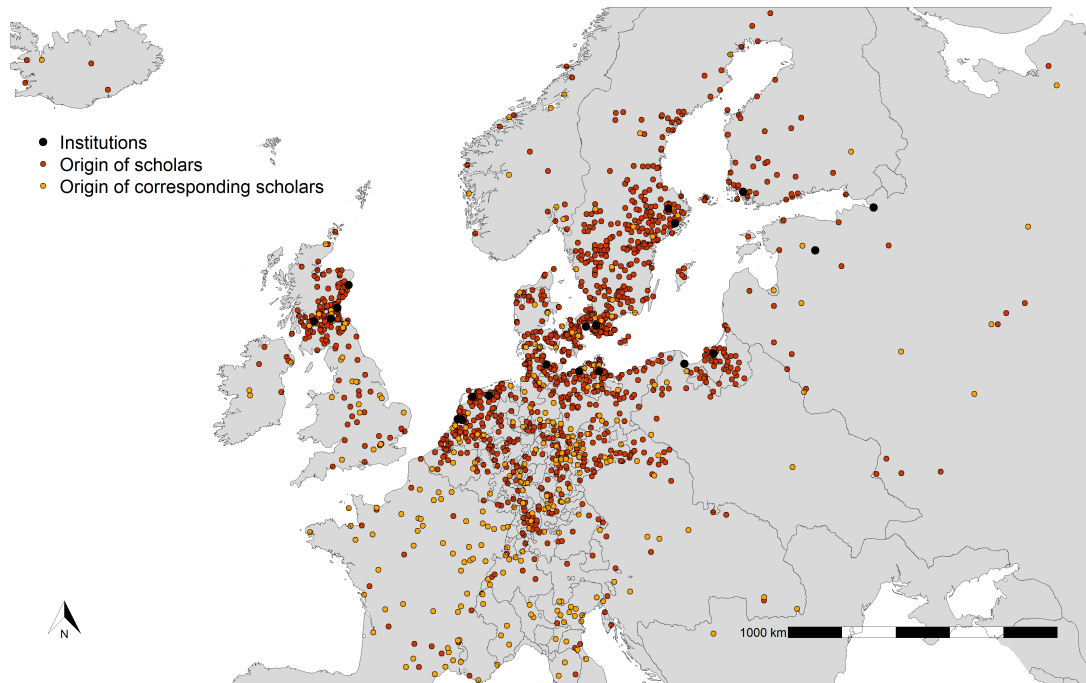 Institutions
Origin of scholars
Origin of corresponding scholars
N
1000 km